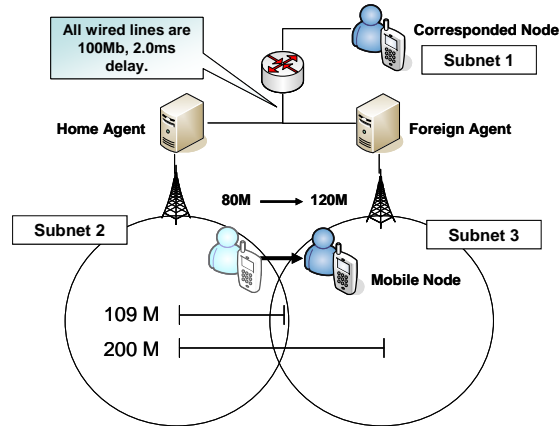 All wired lines are
100Mb, 2.0ms
delay.
Corresponded Node
Subnet 1
Home Agent
Foreign Agent
80M
120M
Subnet 2
Subnet 3
Mobile Node
109 M
200 M